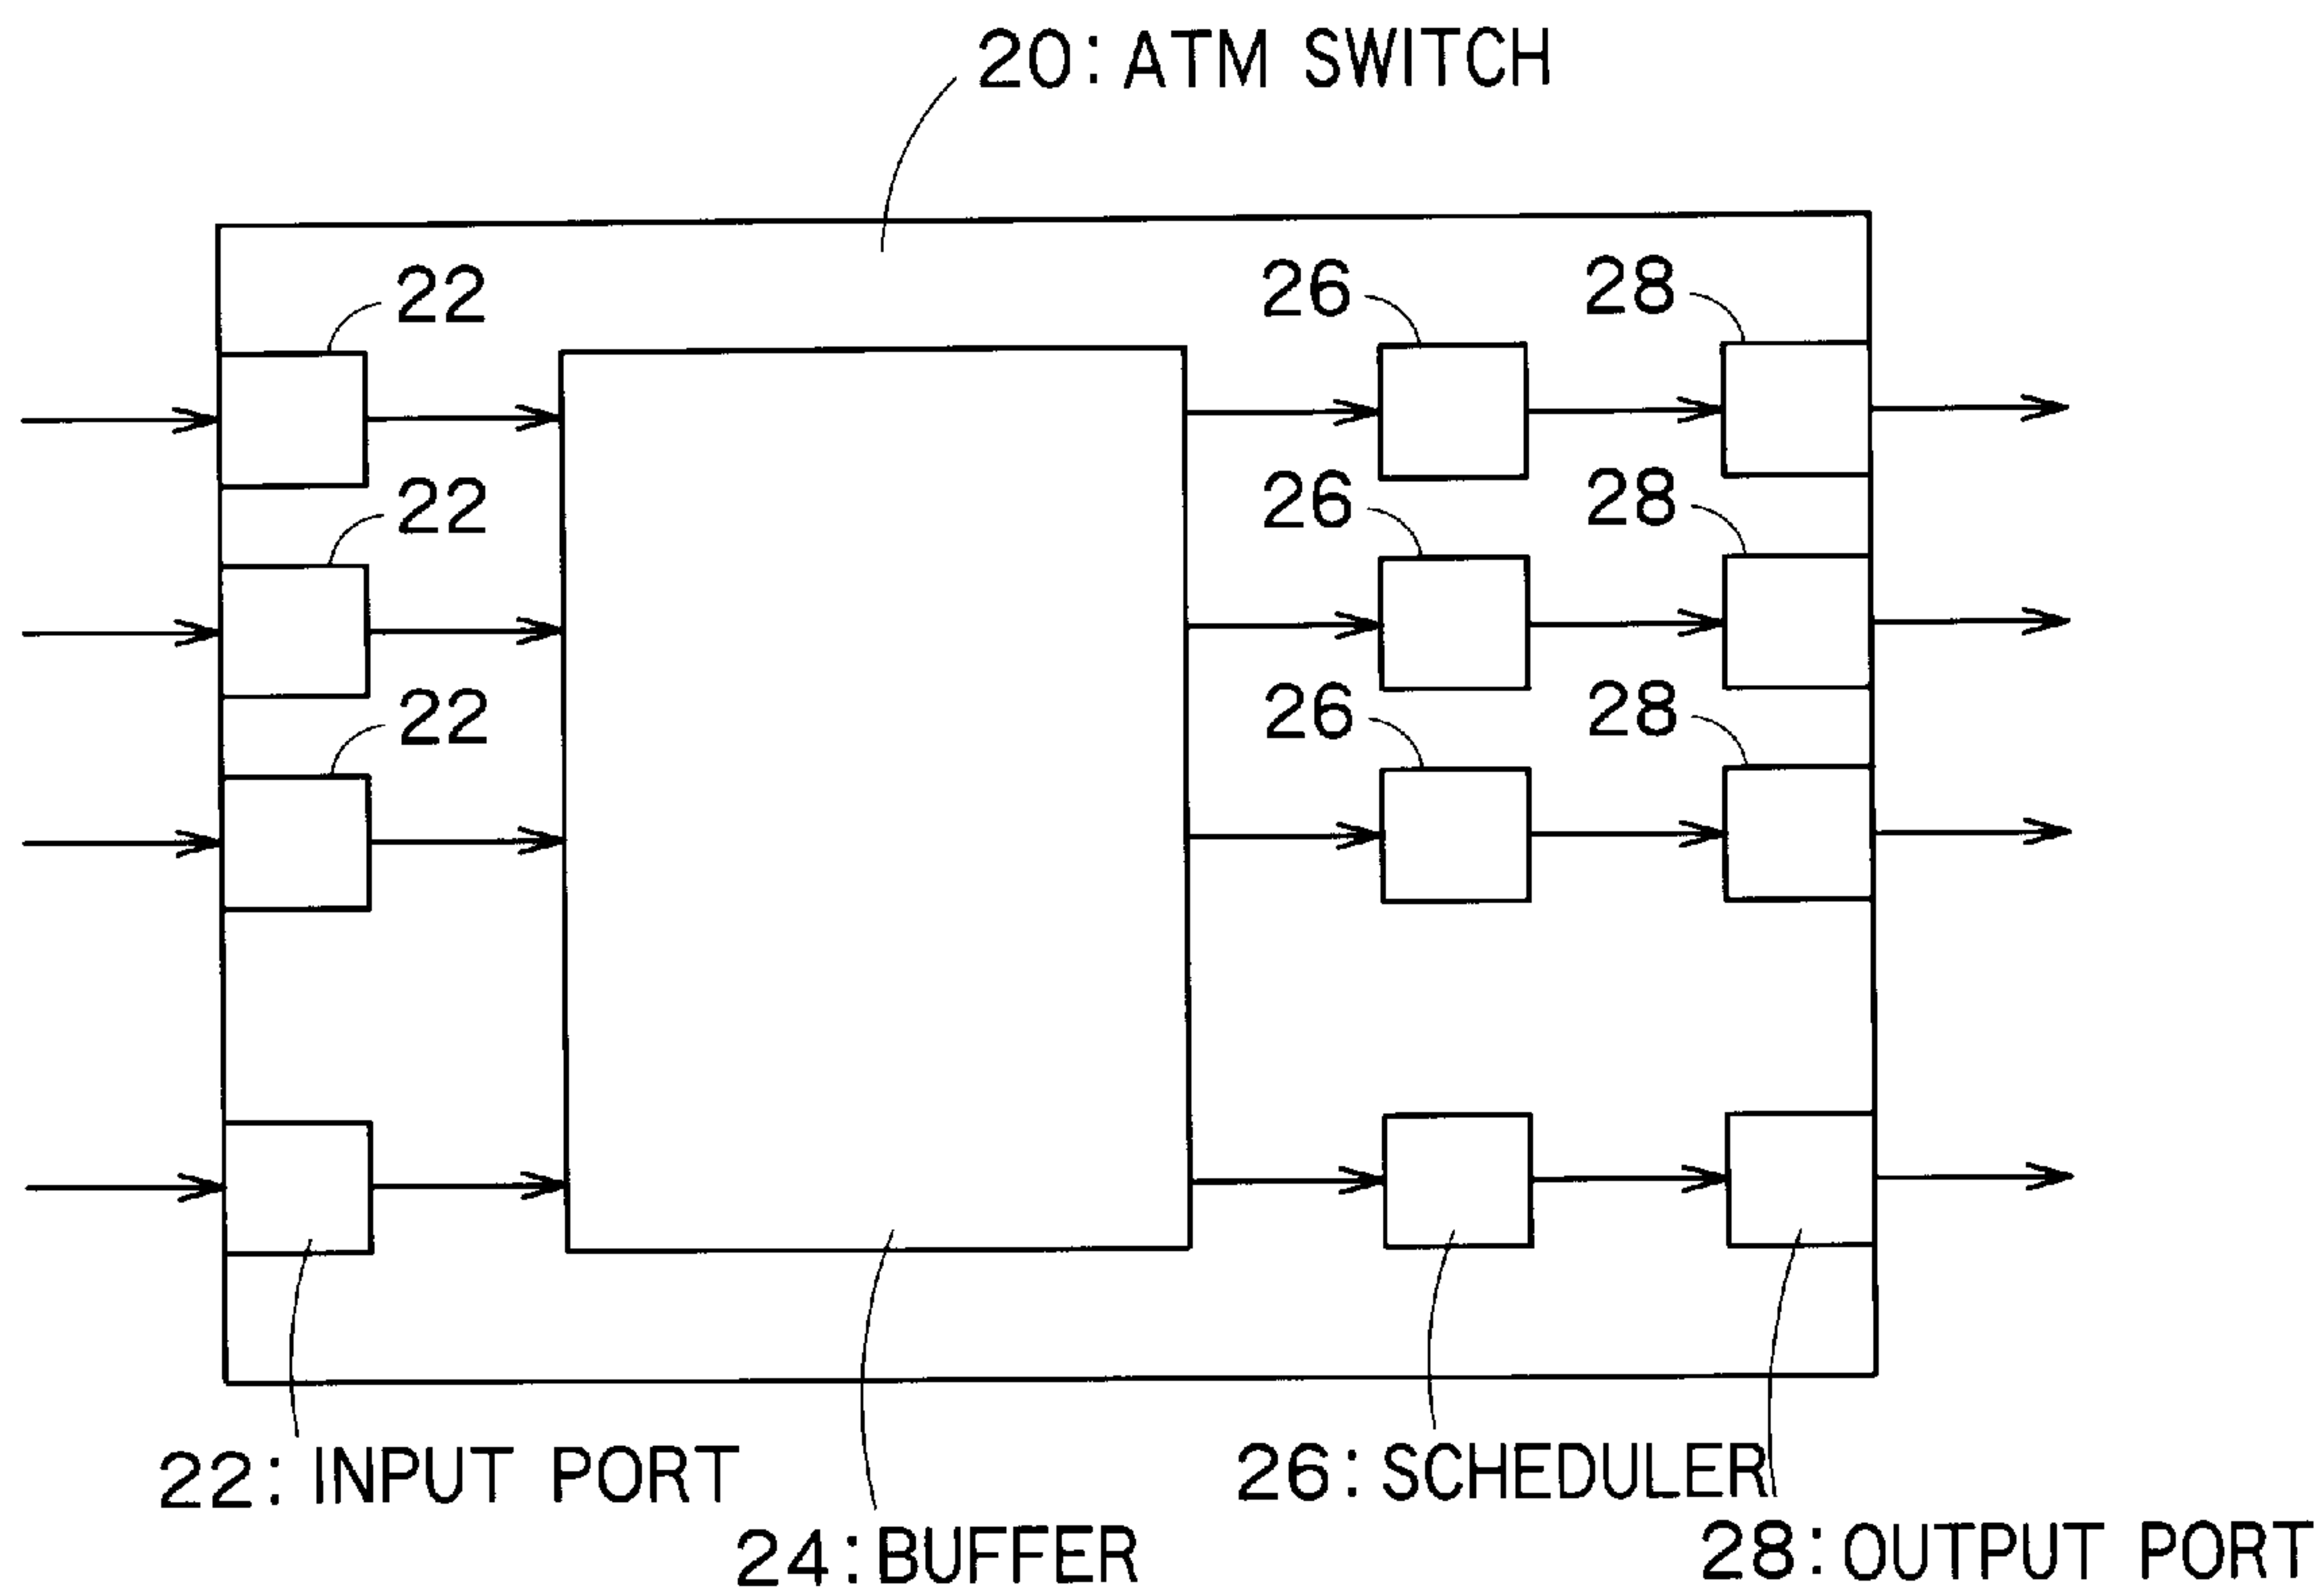 20: ATM SWITCH
22
26
28
22
26
28
22
26
28
22: INPUT PORT
26: SCHEDULER
24: BUFFER
28: OUTPUT PORT